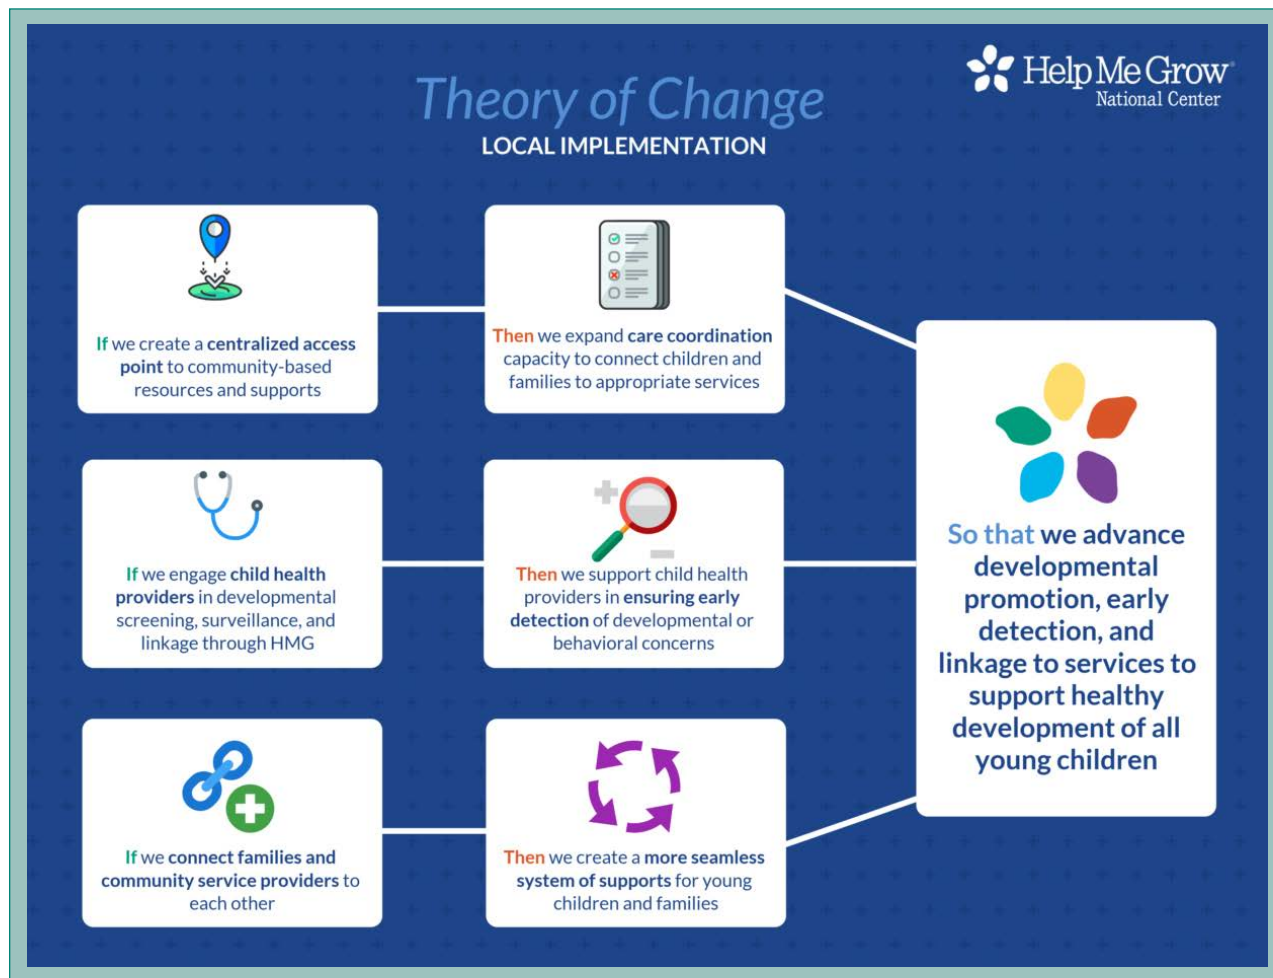 Help Me Grow
National Center
Theory of Change
LOCAL IMPLEMENTATION
If we create a centralized access
point to community-based
resources and supports
Then we expand care coordination
capacity to connect children and
families to appropriate services
If we engage child health
providers in developmental
screening, surveillance, and
linkage through HMG
Then we support child health
providers in ensuring early
detection of developmental or
behavioral concerns
If we connect families and
community service providers to
each other
Then we create a more seamless
system of supports for young
children and families
So that we advance
developmental
promotion, early
detection, and
linkage to services to
support healthy
development of all
young children